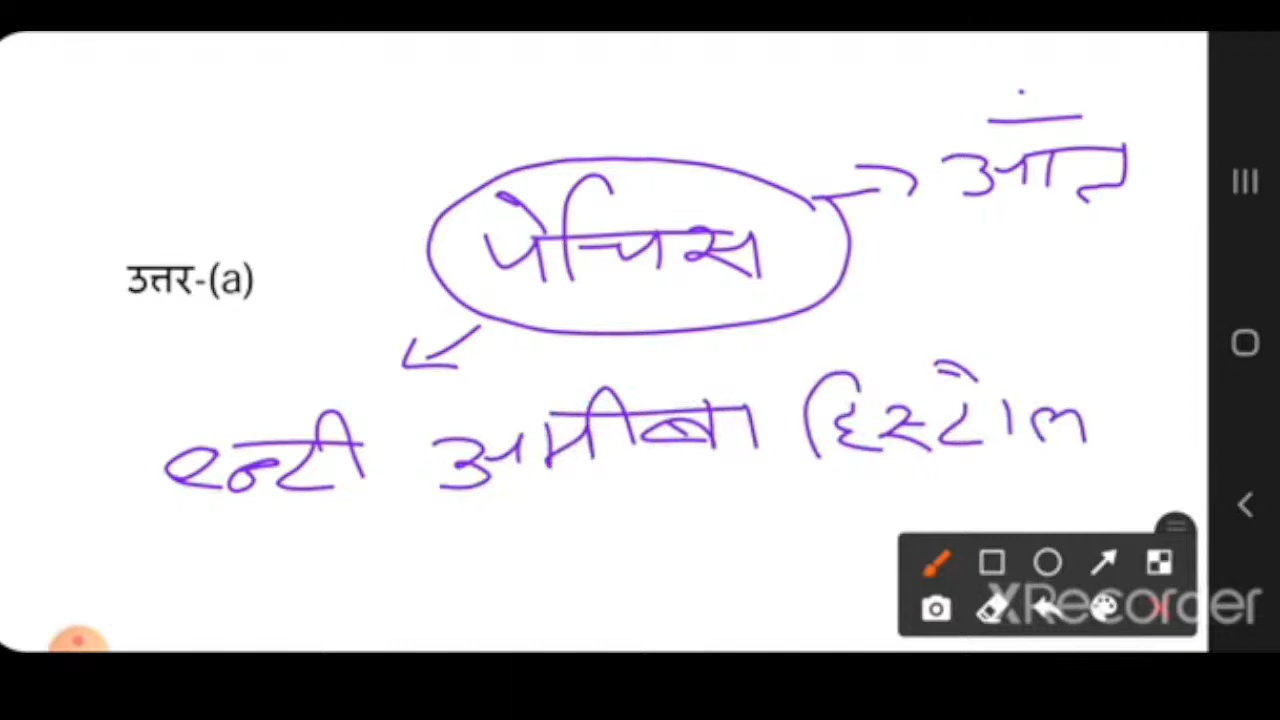 आंत
पेचिस
उत्तर-(a)
एन्टी अमीबा हिस्टोल
XRecorder